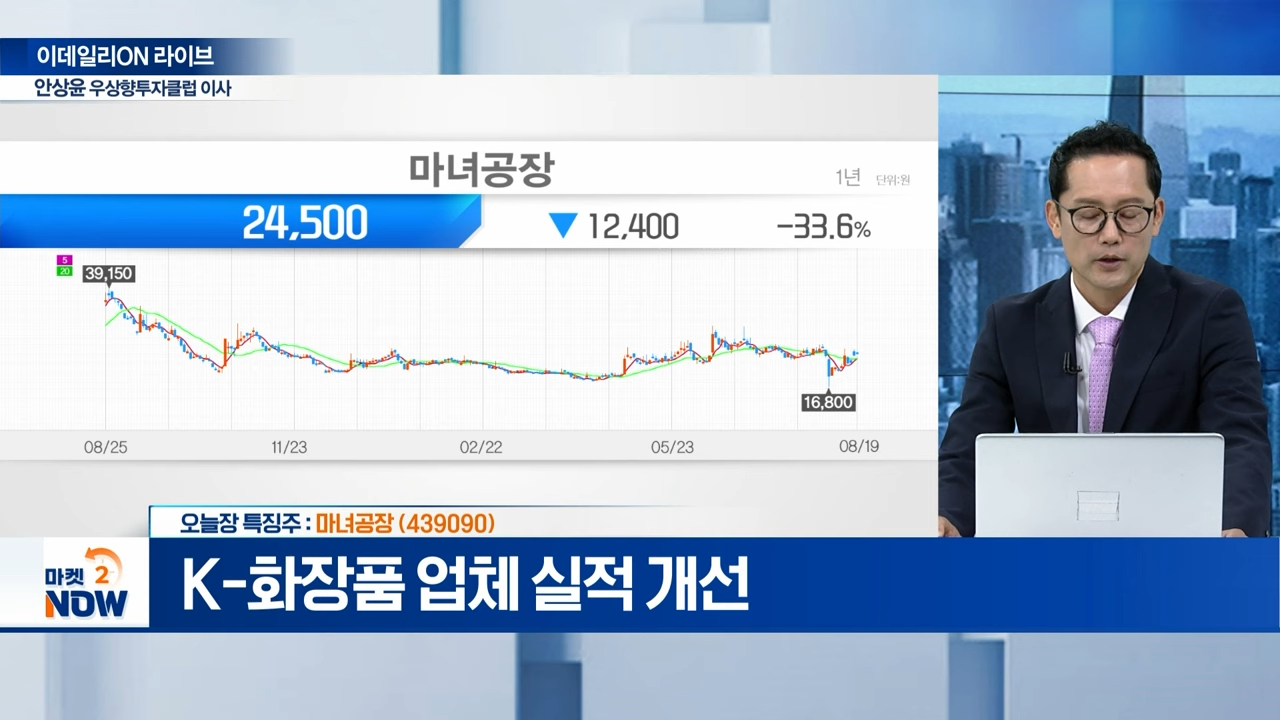 이데일리ON 라이브
안상윤 우상향투자클럽 이사
마녀공장
1년 단위:원
24,500 ▼ 12,400 -33.6%
5
20
39,150
16,800
08/25 11/23 02/22 05/23 08/19
오늘장 특징주 : 마녀공장 (439090)
마켓 2
NOW
K-화장품 업체 실적 개선